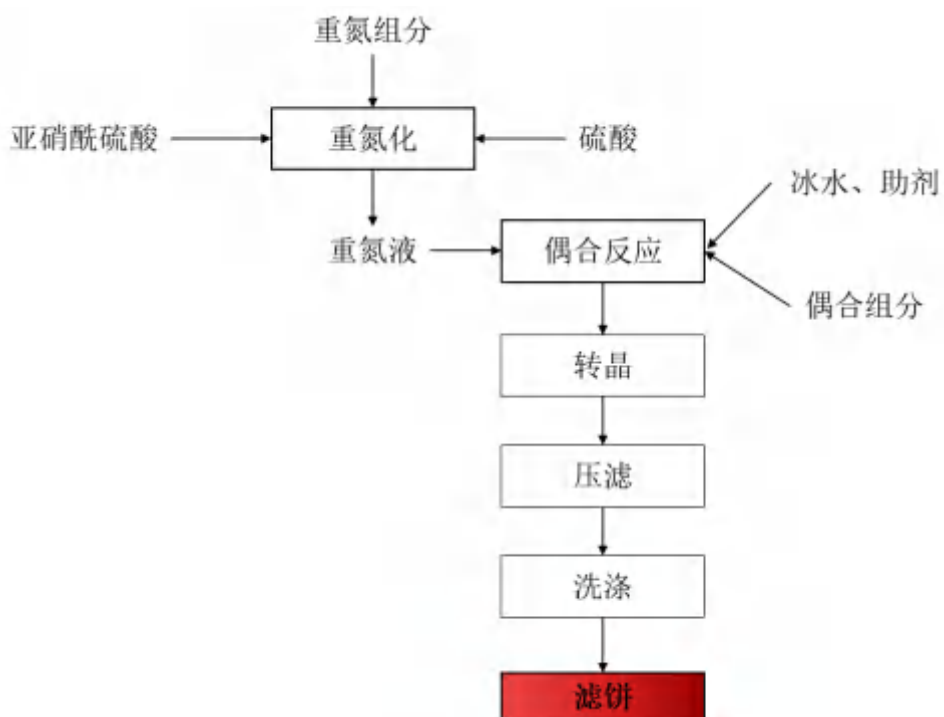 重氮组分
亚硝酰硫酸
重氮化
硫酸
冰水、助剂
重氮液
偶合反应
偶合组分
转晶
压滤
洗涤
滤饼